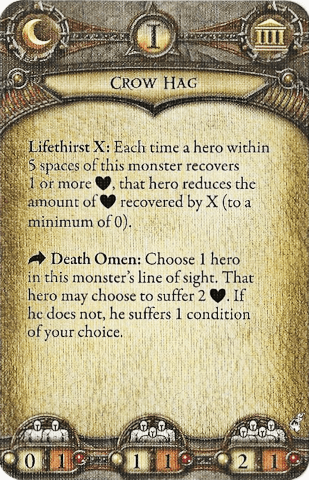 I
CROW HAG
Lifethirst X: Each time a hero within
5 spaces of this monster recovers
1 or more ♥, that hero reduces the
amount of ♥ recovered by X (to a
minimum of 0).
Death Omen: Choose 1 hero
in this monster's line of sight. That
hero may choose to suffer 2 ♥. If
he does not, he suffers 1 condition
of your choice.
0 1 1 1 2 1